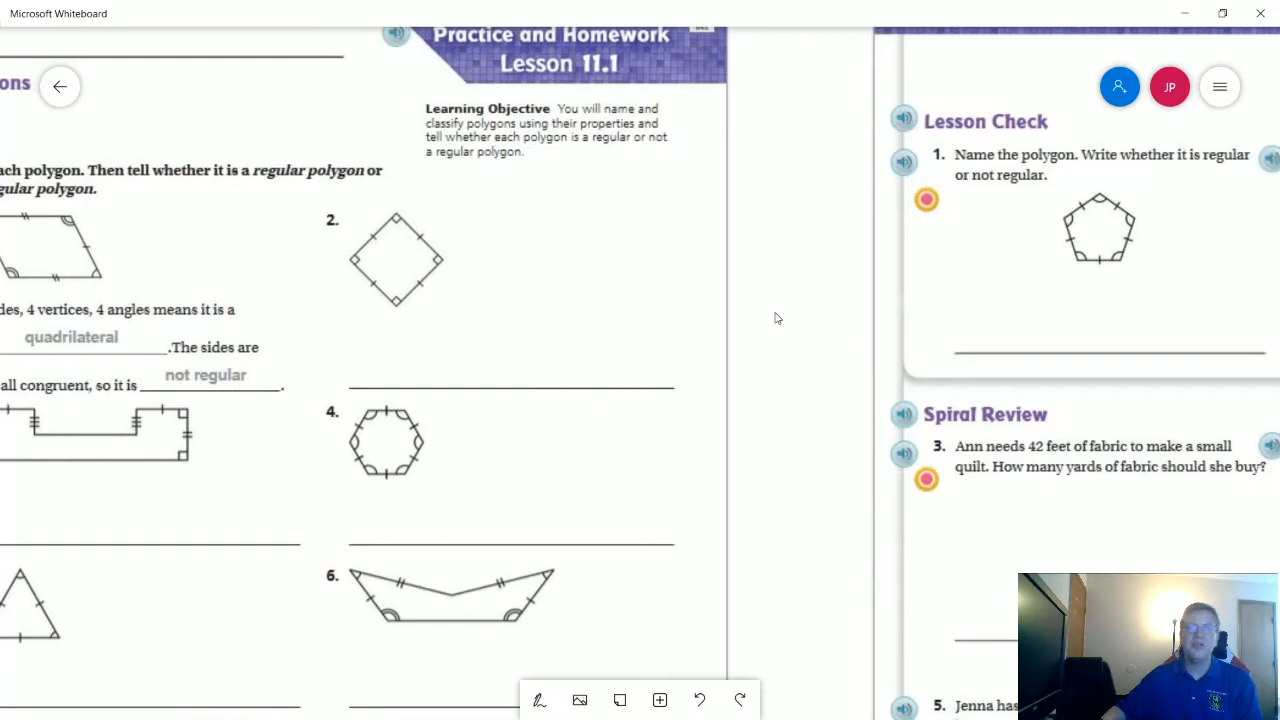 Microsoft Whiteboard
Practice and Homework
Lesson 11.1
ons
Learning Objective You will name and
classify polygons using their properties and
tell whether each polygon is a regular or not
a regular polygon.
ach polygon. Then tell whether it is a regular polygon or
gular polygon.
2.
des, 4 vertices, 4 angles means it is a
quadrilateral
.The sides are
not regular
all congruent, so it is ____________.
4.
6.
JP
Lesson Check
1. Name the polygon. Write whether it is regular
or not regular.
Spiral Review
3. Ann needs 42 feet of fabric to make a small
quilt. How many yards of fabric should she buy?
5. Jenna has